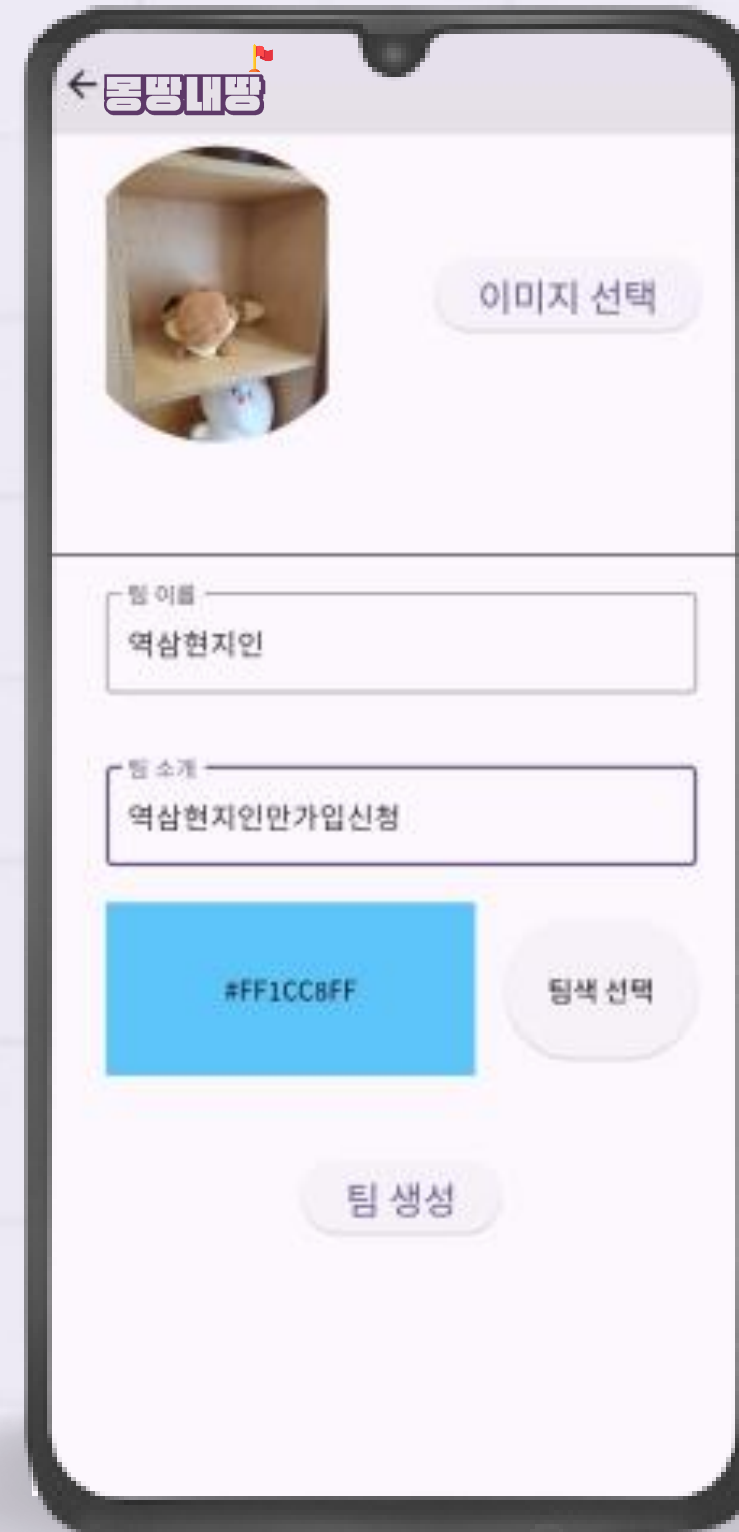 몽땅내땅
이미지 선택
팀 이름
역삼현지인
팀 소개
역삼현지인만가입신청
#FF1CC8FF
팀색 선택
팀 생성